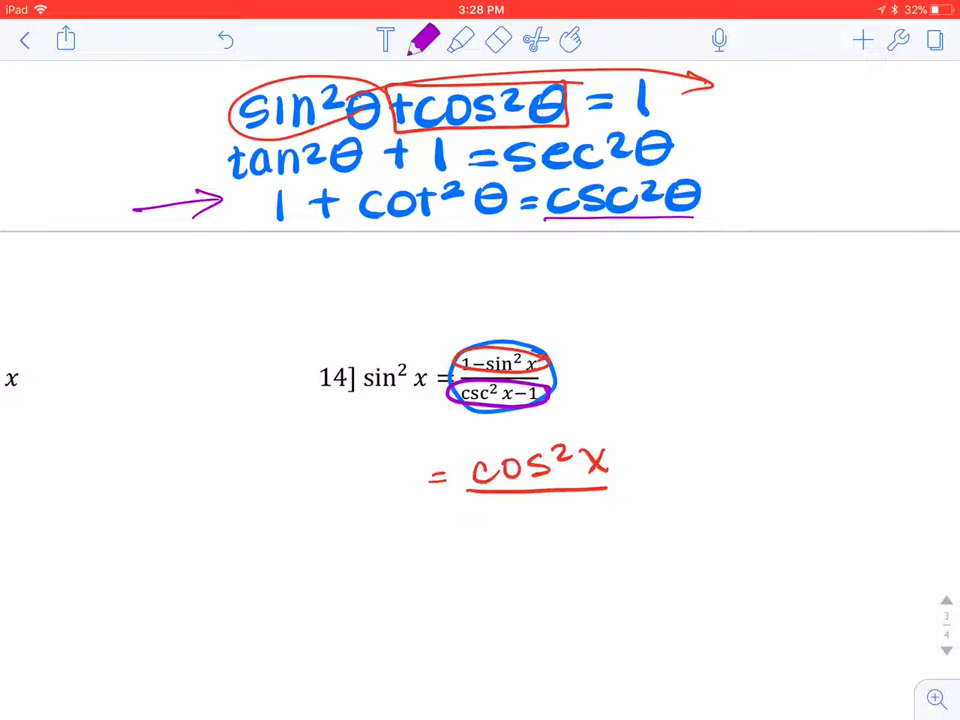 iPad 3:28 PM 32%
T
sin²θ + cos²θ = 1
tan²θ + 1 = sec²θ
1 + cot²θ = csc²θ
x
14] sin² x = (1−sin² x)/(csc² x−1)
= cos² x
3
4